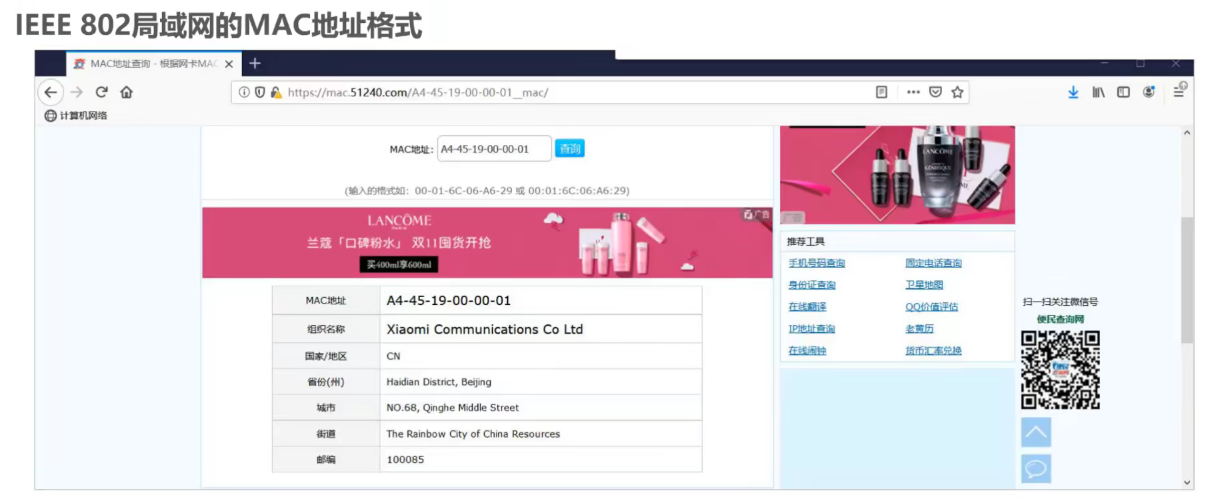 IEEE 802局域网的MAC地址格式
MAC地址查询 - 根据网卡MAC
https://mac.51240.com/A4-45-19-00-00-01__mac/
计算机网络
MAC地址: A4-45-19-00-00-01 查询
(输入的格式如: 00-01-6C-06-A6-29 或 00:01:6C:06:A6:29)
LANCÔME
PARIS
兰蔻「口碑粉水」 双11囤货开抢
买400ml享600ml
广告
MAC地址 A4-45-19-00-00-01
组织名称 Xiaomi Communications Co Ltd
国家/地区 CN
省份(州) Haidian District, Beijing
城市 NO.68, Qinghe Middle Street
街道 The Rainbow City of China Resources
邮编 100085
LANCÔME
推荐工具
手机号码查询 固定电话查询
身份证查询 卫星地图
在线翻译 QQ价值评估
IP地址查询 老黄历
在线闹钟 货币汇率兑换
扫一扫关注微信号
便民查询网